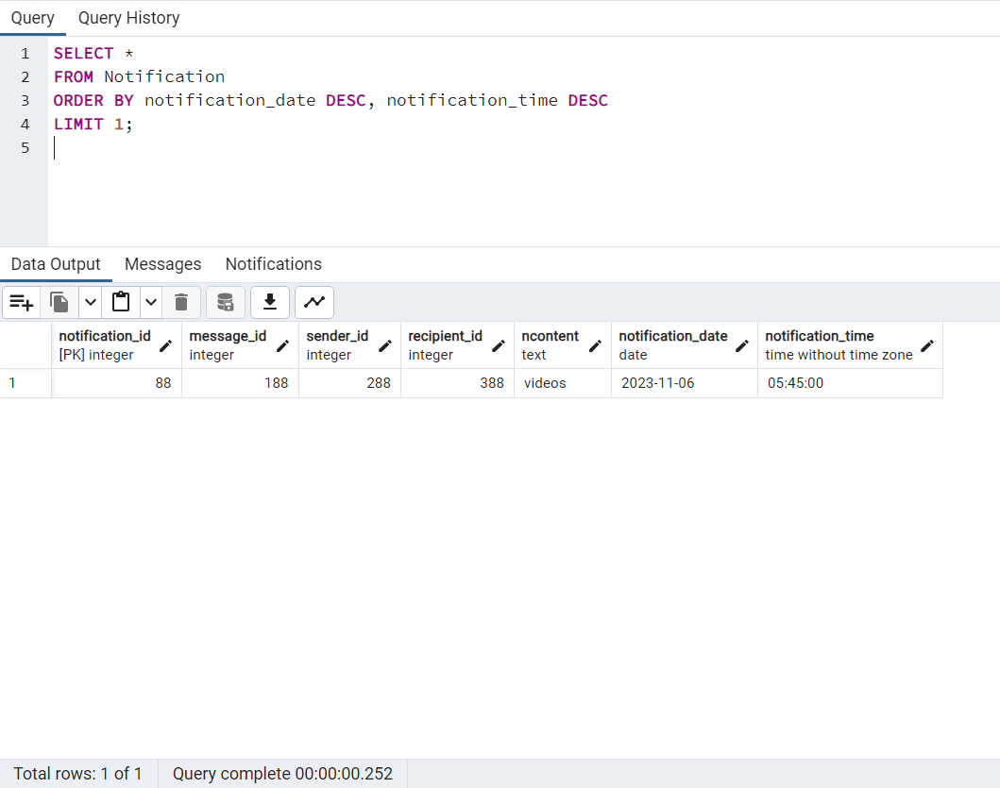 Query Query History
1 SELECT *
2 FROM Notification
3 ORDER BY notification_date DESC, notification_time DESC
4 LIMIT 1;
5
Data Output Messages Notifications
notification_id message_id sender_id recipient_id ncontent notification_date notification_time
[PK] integer integer integer integer text date time without time zone
1 88 188 288 388 videos 2023-11-06 05:45:00
Total rows: 1 of 1 Query complete 00:00:00.252